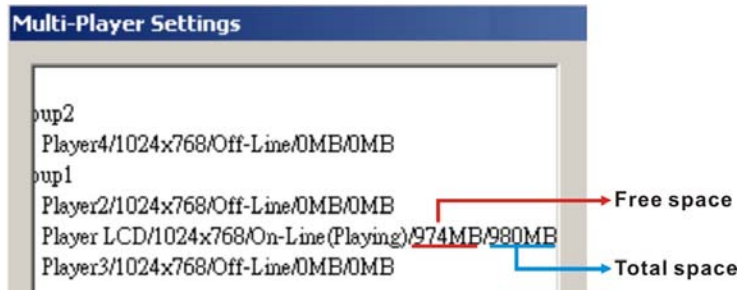 Multi-Player Settings
oup2
Player4/1024x768/Off-Line/0MB/0MB
oup1
Player2/1024x768/Off-Line/0MB/0MB
Free space
Player LCD/1024x768/On-Line(Playing)/974MB/980MB
Player3/1024x768/Off-Line/0MB/0MB
Total space